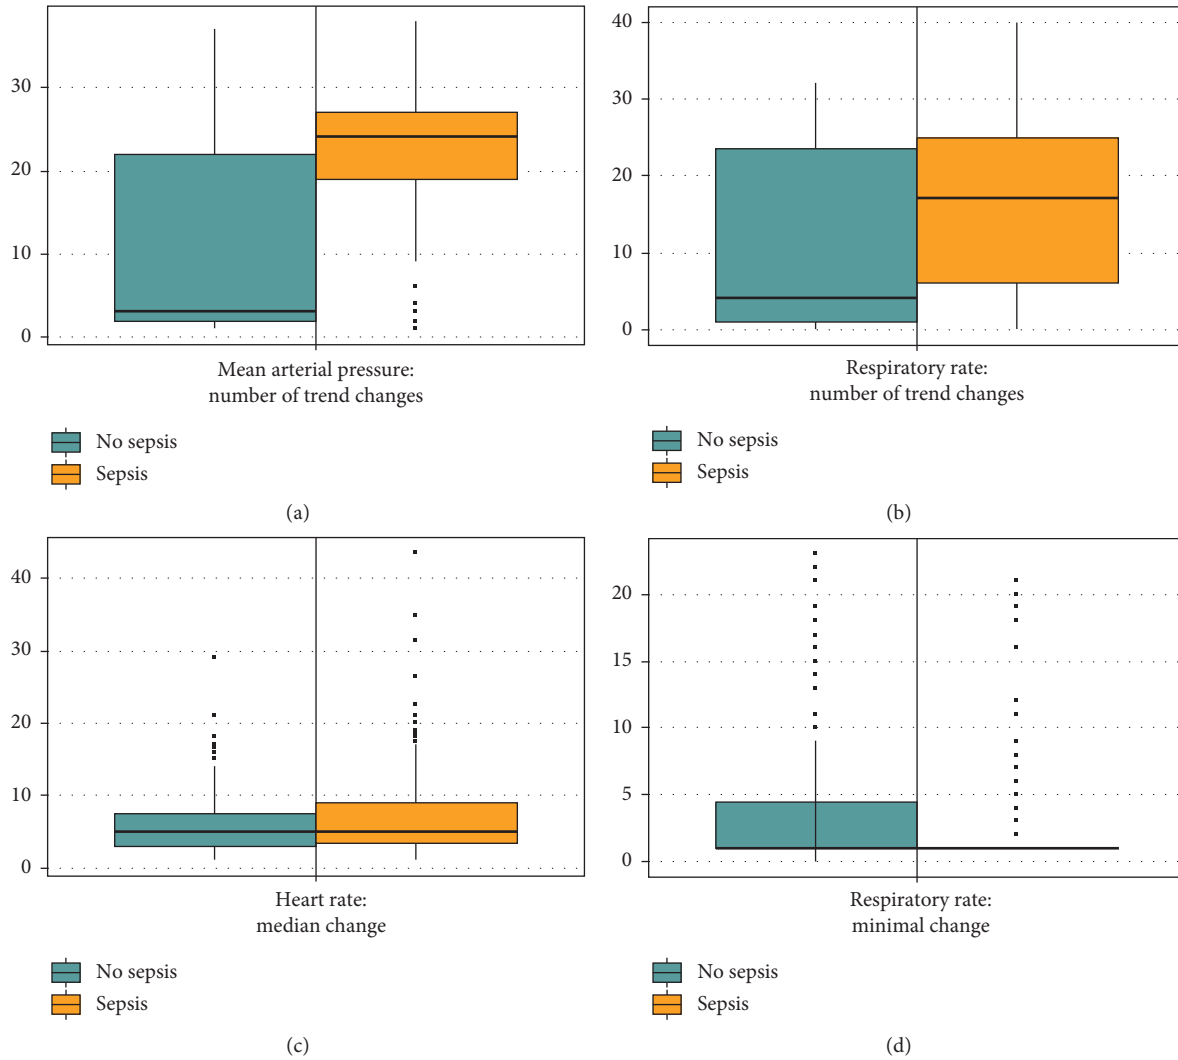 30
20
10
0
Mean arterial pressure:
number of trend changes
No sepsis
Sepsis
(a)
40
30
20
10
0
Respiratory rate:
number of trend changes
No sepsis
Sepsis
(b)
40
30
20
10
0
Heart rate:
median change
No sepsis
Sepsis
(c)
20
15
10
5
0
Respiratory rate:
minimal change
No sepsis
Sepsis
(d)